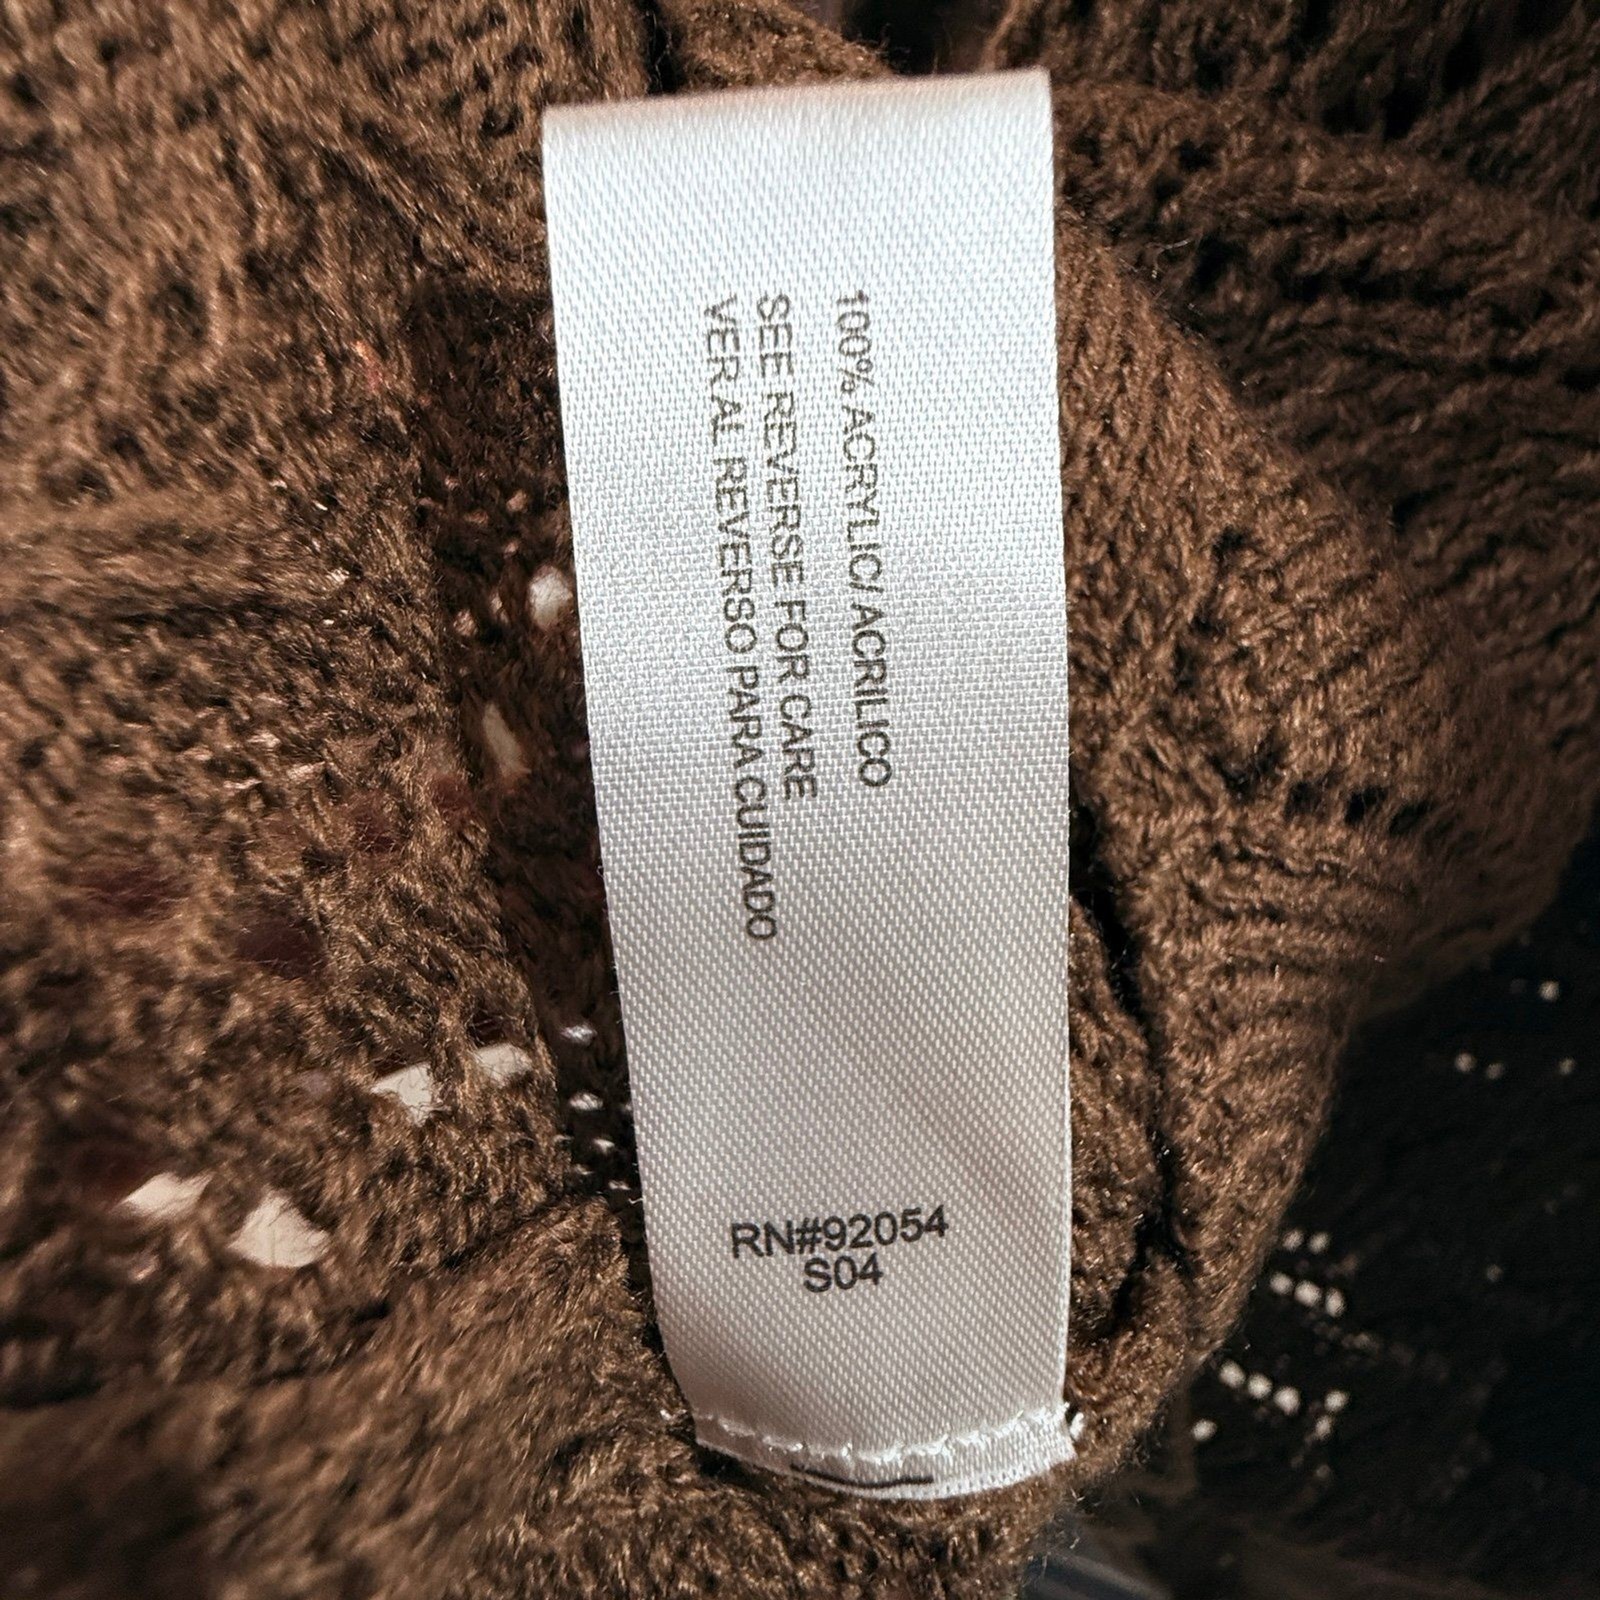 100% ACRYLIC/ ACRILICO
SEE REVERSE FOR CARE
VER AL REVERSO PARA CUIDADO
RN#92054
S04